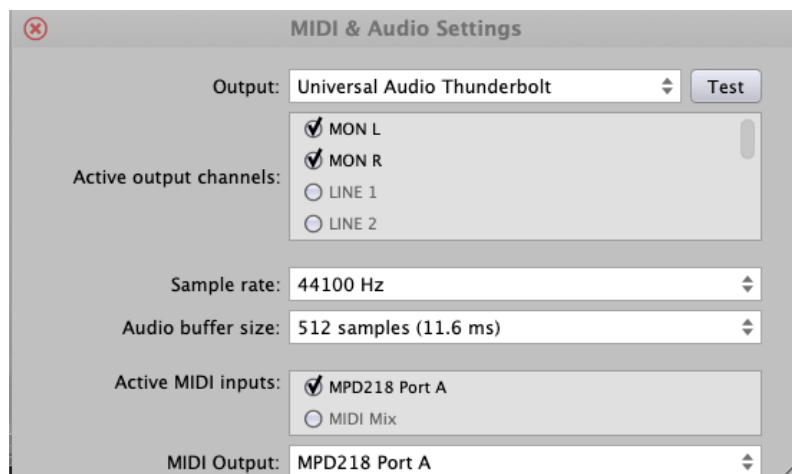 MIDI & Audio Settings
Output: Universal Audio Thunderbolt Test
Active output channels:
MON L
MON R
LINE 1
LINE 2
Sample rate: 44100 Hz
Audio buffer size: 512 samples (11.6 ms)
Active MIDI inputs:
MPD218 Port A
MIDI Mix
MIDI Output: MPD218 Port A